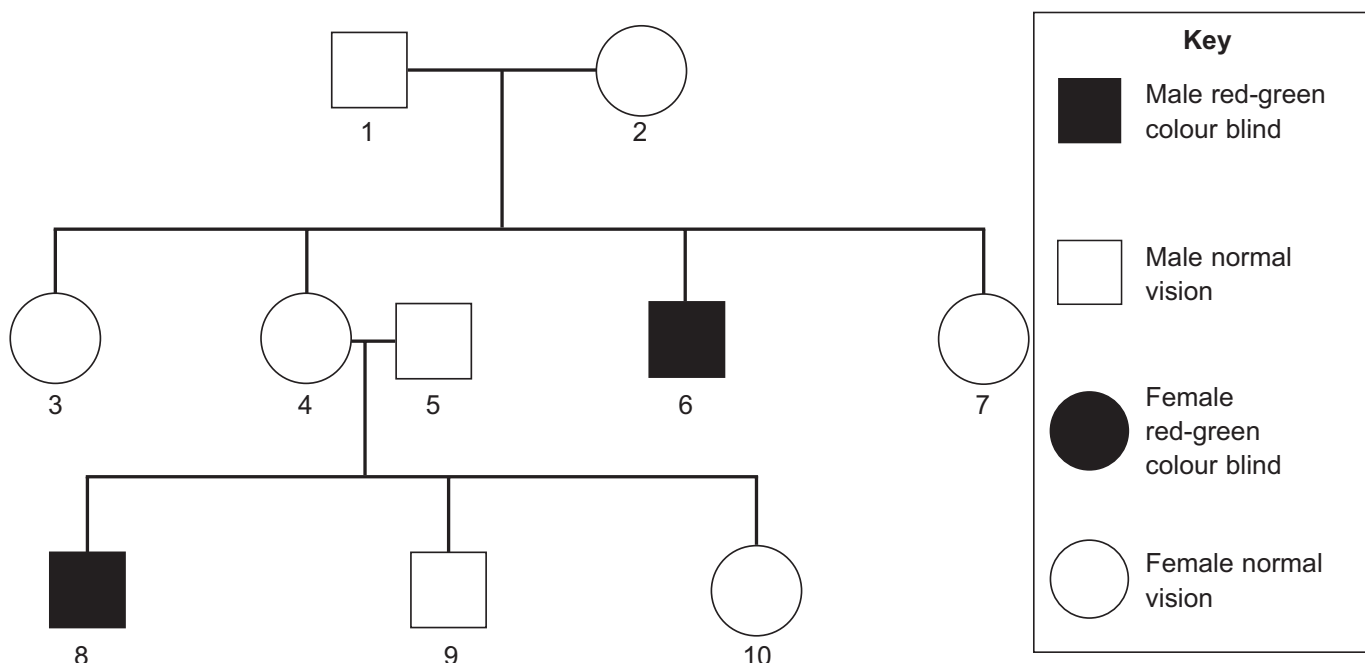 1
2
3
4
5
6
7
8
9
10
Key
Male red-green
colour blind
Male normal
vision
Female
red-green
colour blind
Female normal
vision